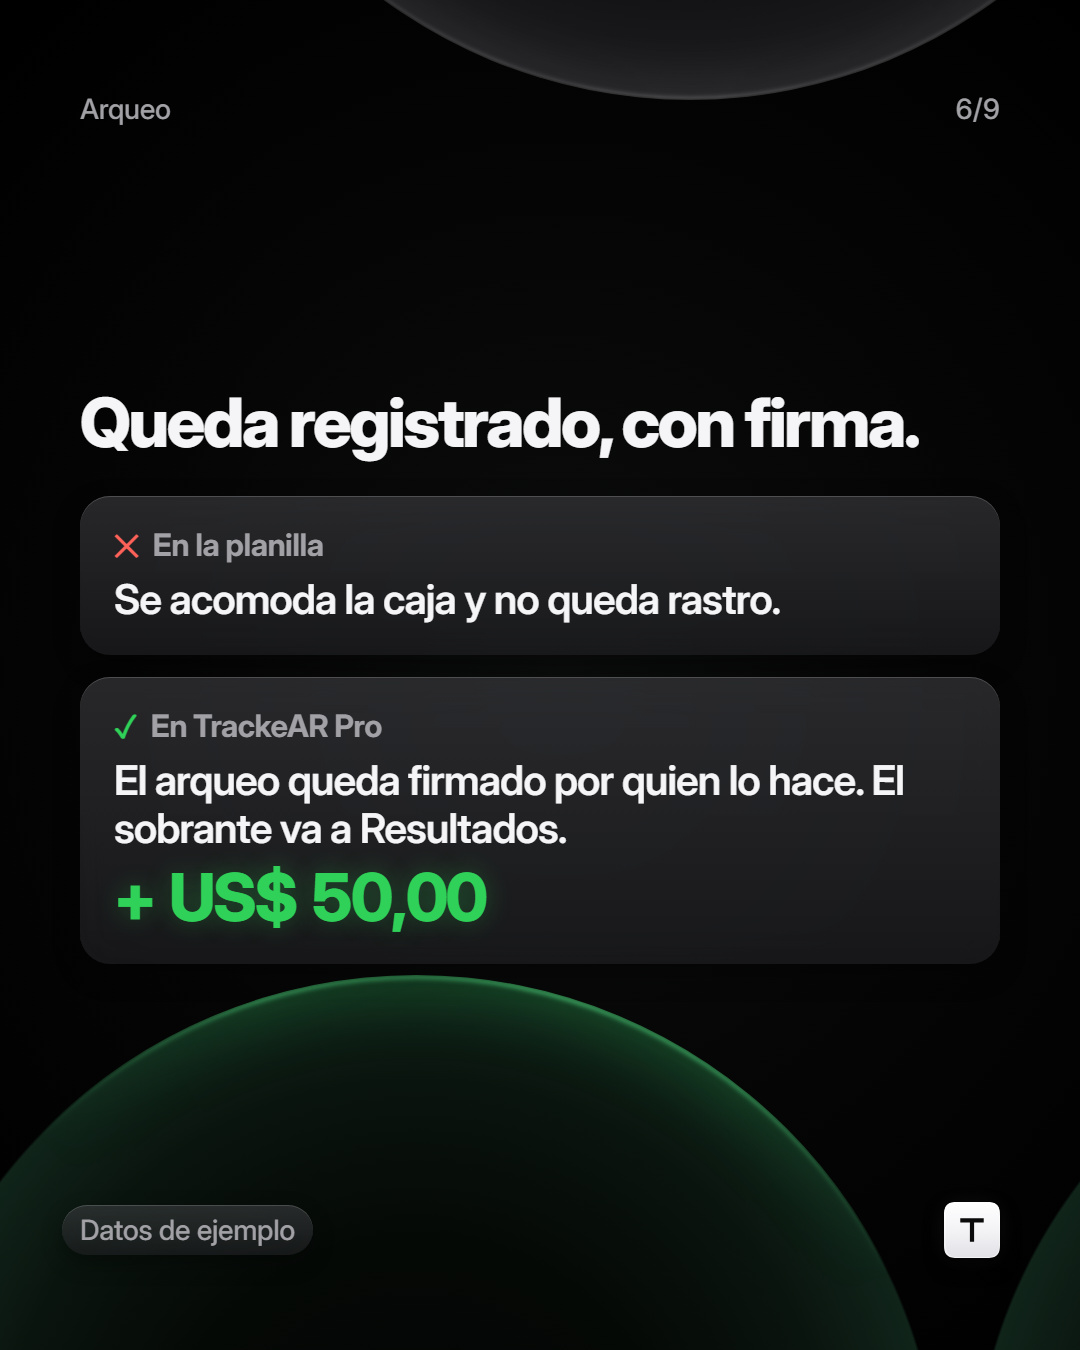 Arqueo
6/9
Queda registrado, con firma.
✕ En la planilla
Se acomoda la caja y no queda rastro.
✓ En TrackeAR Pro
El arqueo queda firmado por quien lo hace. El
sobrante va a Resultados.
+ US$ 50,00
Datos de ejemplo
T